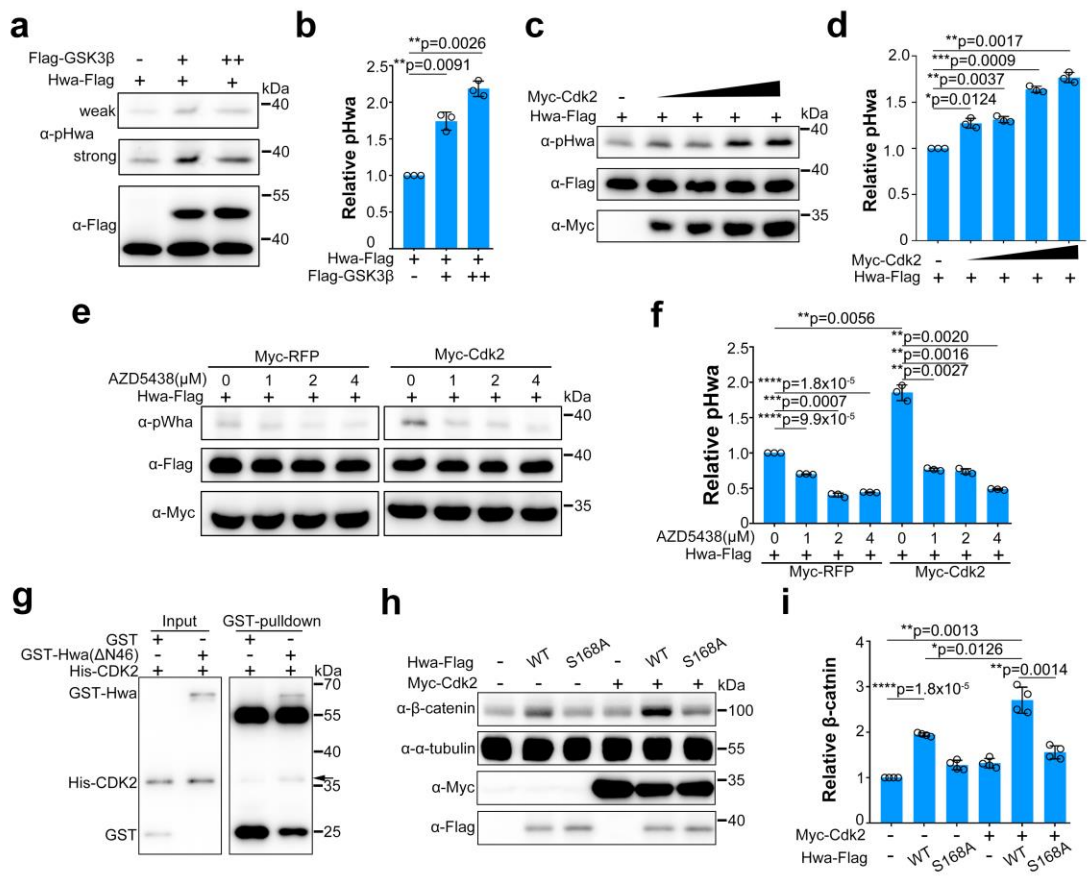 a
Flag-GSK3β - + ++
Hwa-Flag + + +
kDa
weak
40
α-pHwa
strong
40
55
α-Flag
40
b
**p=0.0026
**p=0.0091
Relative pHwa
2.5
2.0
1.5
1.0
0.5
0
Hwa-Flag + + +
Flag-GSK3β - + ++
c
Myc-Cdk2 -
Hwa-Flag + + + + + kDa
40
α-pHwa
α-Flag
40
35
α-Myc
d
**p=0.0017
***p=0.0009
**p=0.0037
*p=0.0124
Relative pHwa
2.0
1.5
1.0
0.5
0
Myc-Cdk2 -
Hwa-Flag + + + + +
e
Myc-RFP Myc-Cdk2
AZD5438(μM) 0 1 2 4 0 1 2 4
Hwa-Flag + + + + + + + + kDa
α-pWha
40
α-Flag
40
α-Myc
35
f
**p=0.0056
**p=0.0020
**p=0.0016
**p=0.0027
****p=1.8x10⁻⁵
***p=0.0007
****p=9.9x10⁻⁵
Relative pHwa
2.5
2.0
1.5
1.0
0.5
0
AZD5438(μM) 0 1 2 4 0 1 2 4
Hwa-Flag + + + + + + + +
Myc-RFP Myc-Cdk2
g
Input GST-pulldown
GST + +
GST-Hwa(ΔN46) + +
His-CDK2 + + + + kDa
GST-Hwa
70
55
40
His-CDK2
35
GST
25
h
Hwa-Flag - WT S168A - WT S168A
Myc-Cdk2 - - - + + + kDa
α-β-catenin
100
α-α-tubulin
55
α-Myc
35
α-Flag
40
i
**p=0.0013
*p=0.0126
****p=1.8x10⁻⁵
**p=0.0014
Relative β-catnin
4
3
2
1
0
Myc-Cdk2 - - - + + +
Hwa-Flag - WT S168A - WT S168A